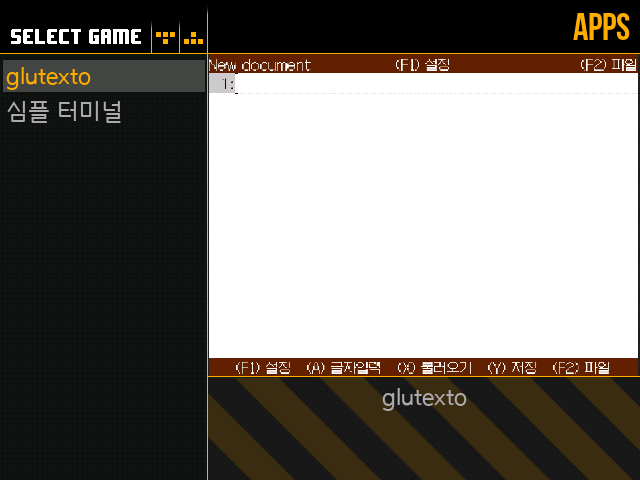 SELECT GAME
APPS
glutexto
심플 터미널
New document (F1) 설정 (F2) 파일
1:
(F1) 설정 (A) 글자입력 (X) 불러오기 (Y) 저장 (F2) 파일
glutexto